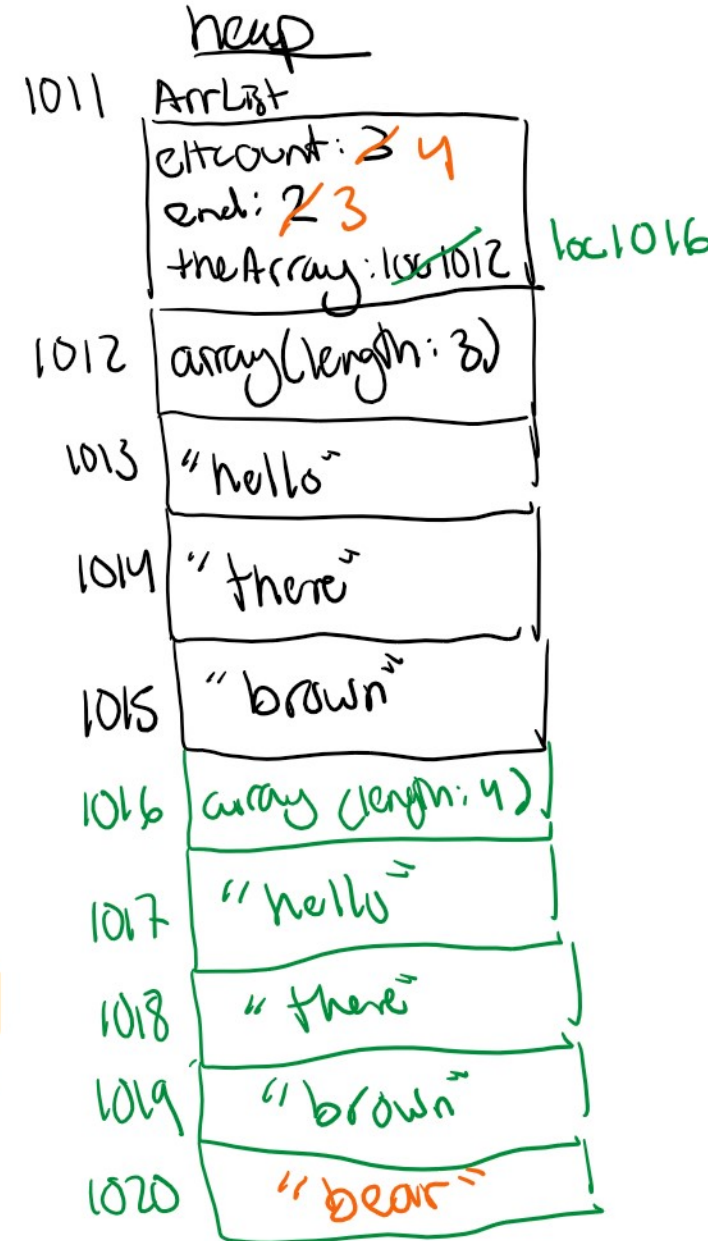 heap
1011 ArrList
eltcount: 3 4
end: 2 3
theArray: loc1012 loc1016
1012 array(length: 3)
1013 "hello"
1014 "there"
1015 "brown"
1016 array (length: 4)
1017 "hello"
1018 "there"
1019 "brown"
1020 "bear"